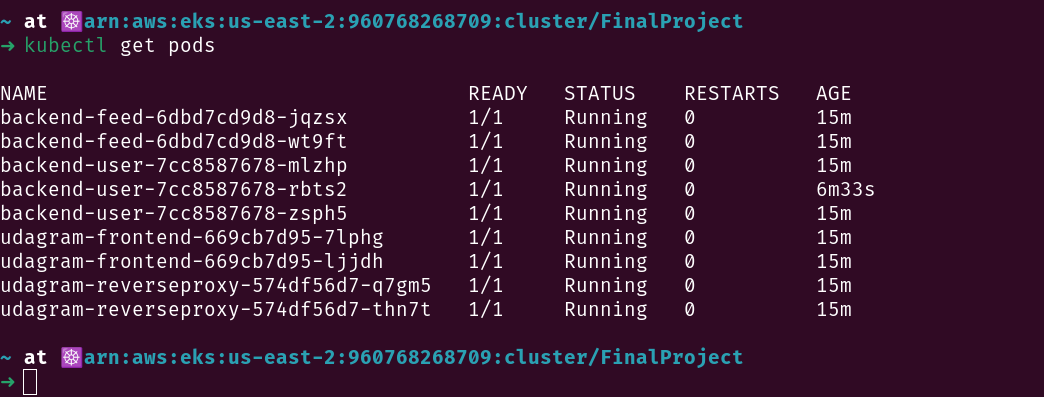 ~ at ☸arn:aws:eks:us-east-2:960768268709:cluster/FinalProject
→ kubectl get pods
NAME READY STATUS RESTARTS AGE
backend-feed-6dbd7cd9d8-jqzsx 1/1 Running 0 15m
backend-feed-6dbd7cd9d8-wt9ft 1/1 Running 0 15m
backend-user-7cc8587678-mlzhp 1/1 Running 0 15m
backend-user-7cc8587678-rbts2 1/1 Running 0 6m33s
backend-user-7cc8587678-zsph5 1/1 Running 0 15m
udagram-frontend-669cb7d95-7lphg 1/1 Running 0 15m
udagram-frontend-669cb7d95-ljjdh 1/1 Running 0 15m
udagram-reverseproxy-574df56d7-q7gm5 1/1 Running 0 15m
udagram-reverseproxy-574df56d7-thn7t 1/1 Running 0 15m
~ at ☸arn:aws:eks:us-east-2:960768268709:cluster/FinalProject
→